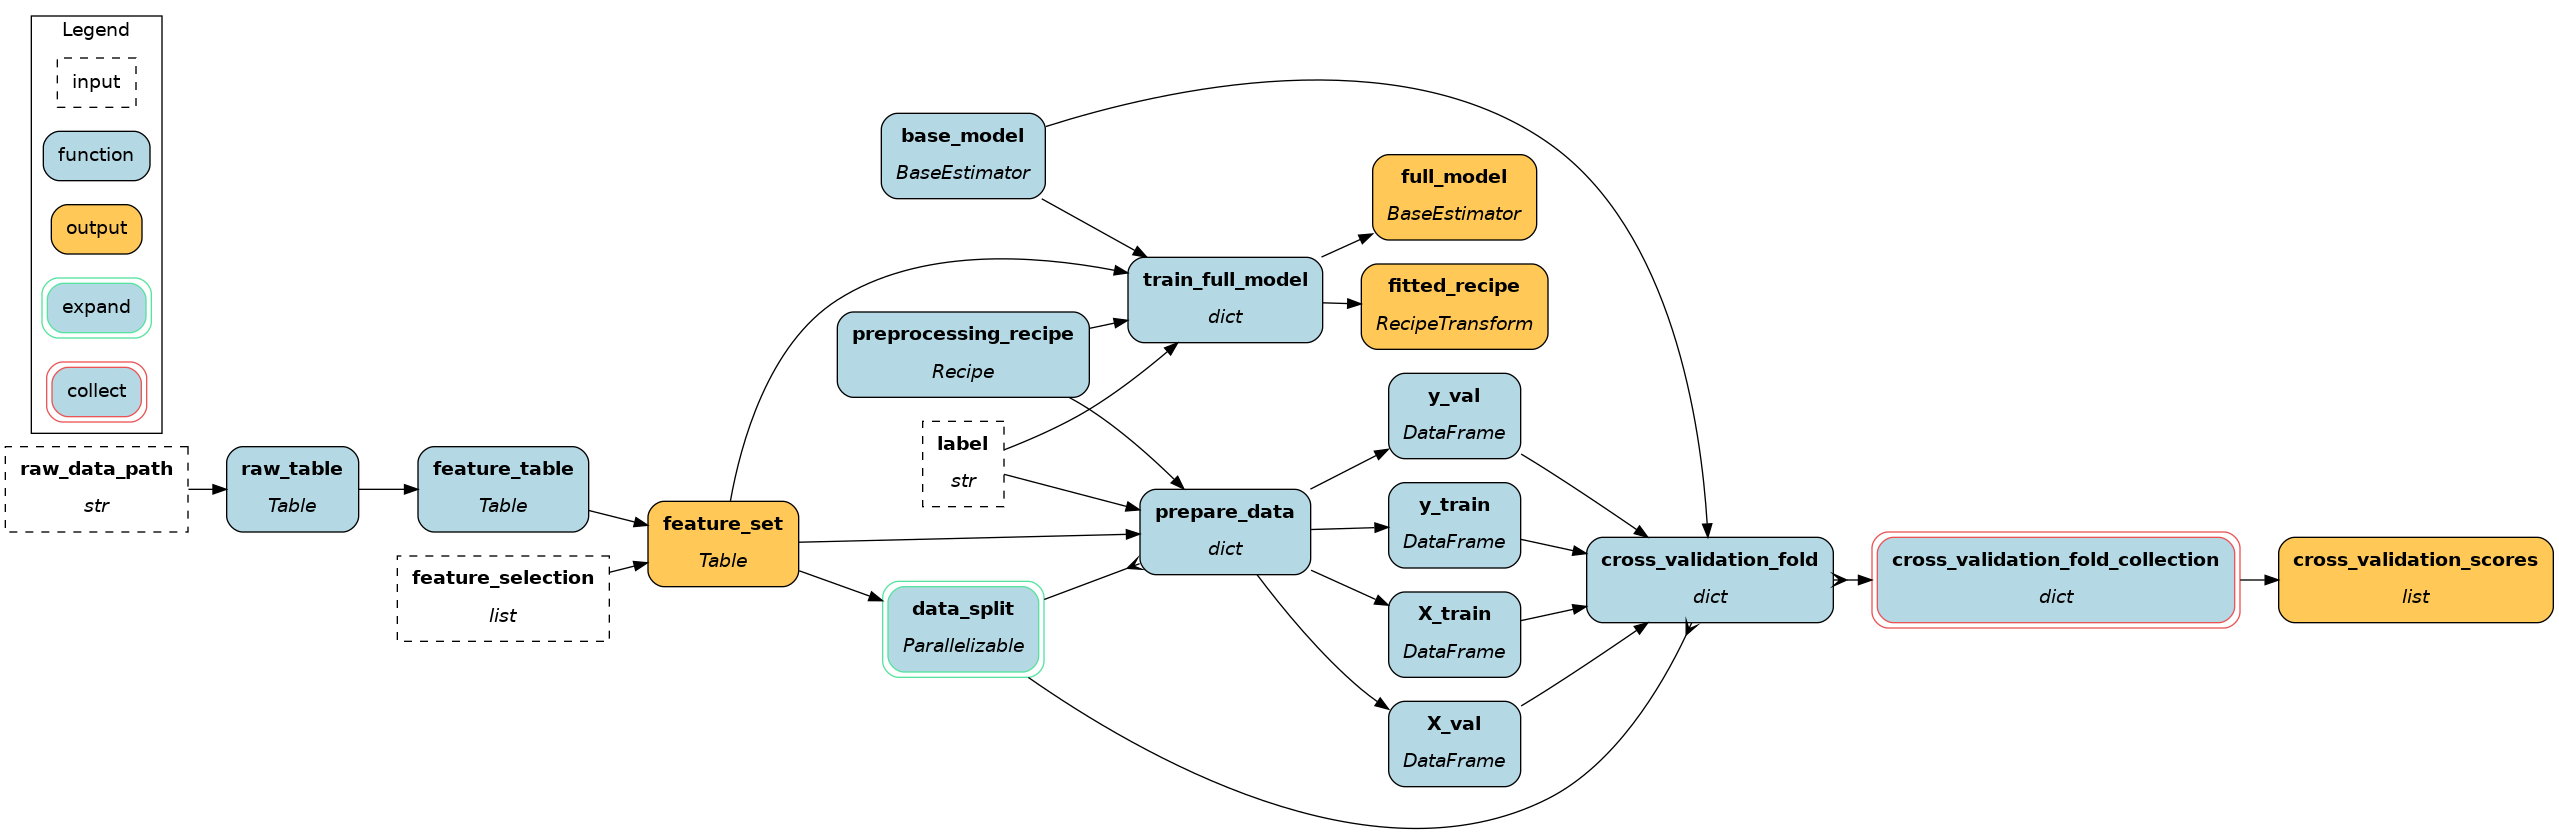 Legend
input
function
output
expand
collect
raw_data_path
str
raw_table
Table
feature_table
Table
feature_selection
list
feature_set
Table
base_model
BaseEstimator
preprocessing_recipe
Recipe
label
str
data_split
Parallelizable
train_full_model
dict
prepare_data
dict
full_model
BaseEstimator
fitted_recipe
RecipeTransform
y_val
DataFrame
y_train
DataFrame
X_train
DataFrame
X_val
DataFrame
cross_validation_fold
dict
cross_validation_fold_collection
dict
cross_validation_scores
list